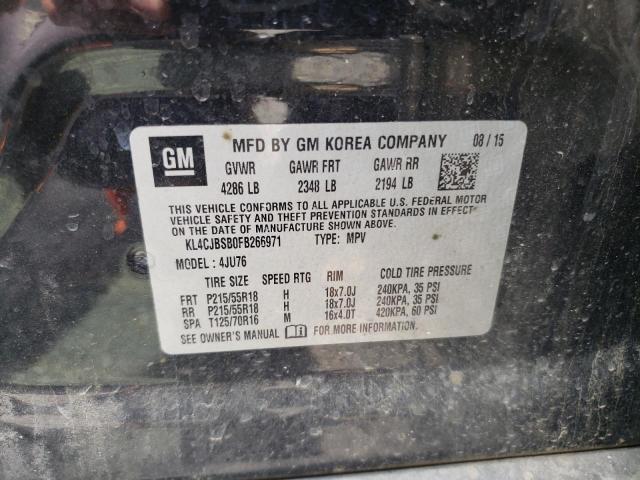 GM
MFD BY GM KOREA COMPANY 08 / 15
GVWR GAWR FRT GAWR RR
4286 LB 2348 LB 2194 LB
THIS VEHICLE CONFORMS TO ALL APPLICABLE U.S. FEDERAL MOTOR
VEHICLE SAFETY AND THEFT PREVENTION STANDARDS IN EFFECT
ON THE DATE OF MANUFACTURE SHOWN ABOVE.
KL4CJBSB0FB266971 TYPE: MPV
MODEL : 4JU76
TIRE SIZE SPEED RTG RIM COLD TIRE PRESSURE
FRT P215/55R18 H 18x7.0J 240KPA, 35 PSI
RR P215/55R18 H 18x7.0J 240KPA, 35 PSI
SPA T125/70R16 M 16x4.0T 420KPA, 60 PSI
SEE OWNER'S MANUAL FOR MORE INFORMATION.